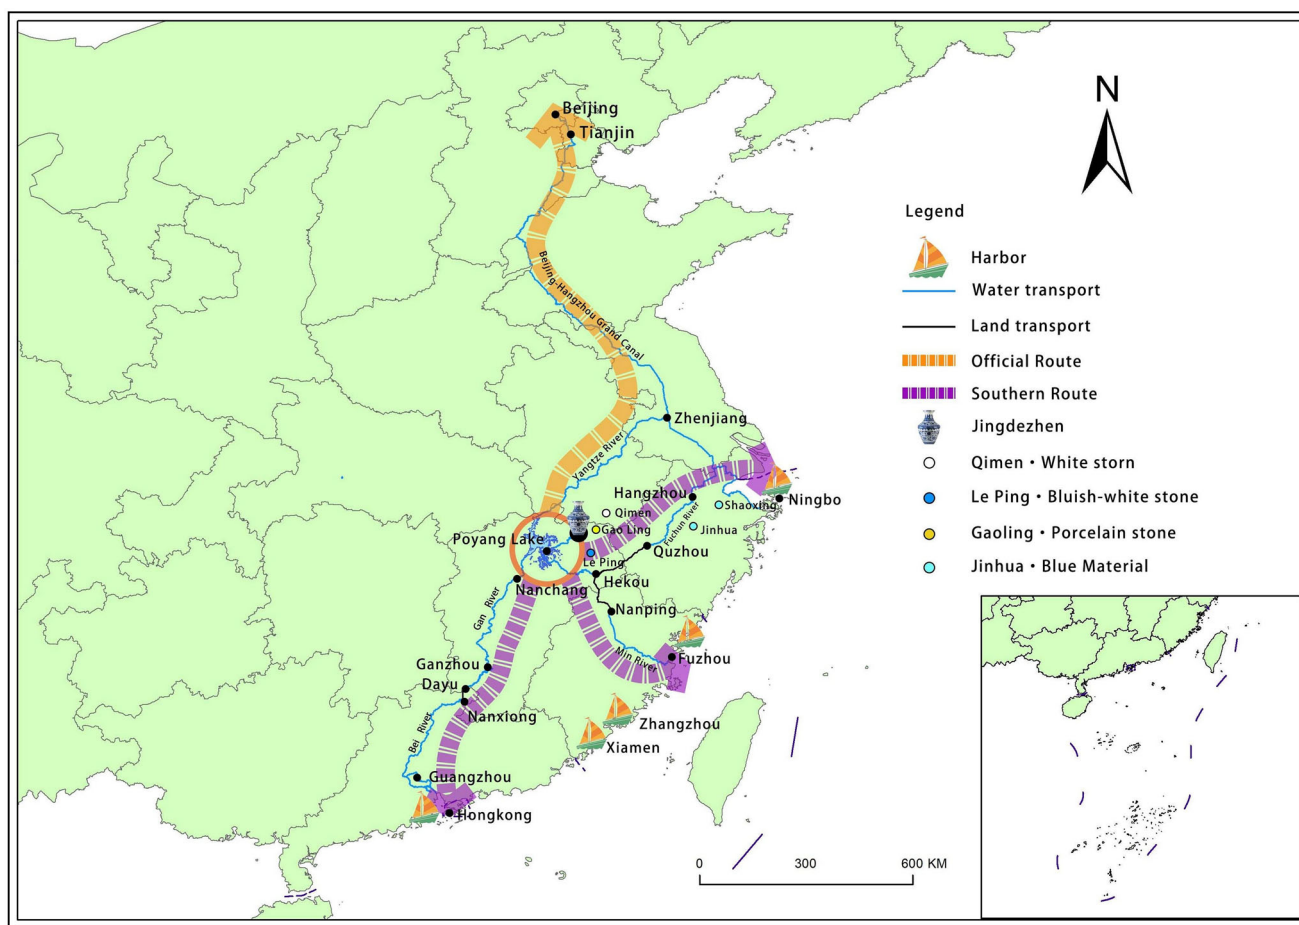 Beijing
Tianjin
Beijing-Hangzhou Grand Canal
Zhenjiang
Yangtze River
Hangzhou
Ningbo
Shaoxing
Qimen
Fuchun River
Jinhua
Gao Ling
Poyang Lake
Quzhou
Le Ping
Hekou
Nanchang
Nanping
Gan River
Min River
Fuzhou
Ganzhou
Dayu
Nanxiong
Zhangzhou
Xiamen
Bei River
Guangzhou
Hongkong
N
Legend
Harbor
Water transport
Land transport
Official Route
Southern Route
Jingdezhen
Qimen · White storn
Le Ping · Bluish-white stone
Gaoling · Porcelain stone
Jinhua · Blue Material
0 300 600 KM